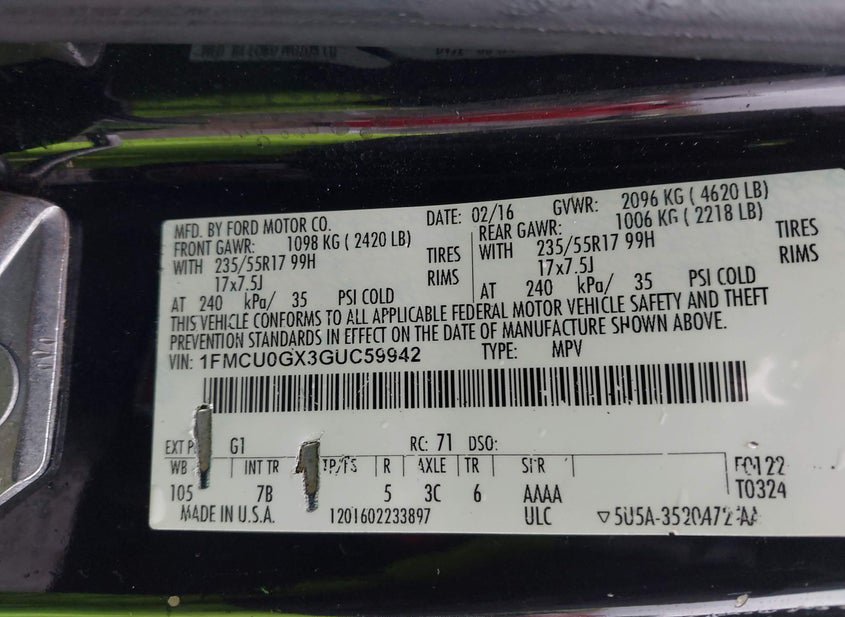 MFD. BY FORD MOTOR CO. DATE: 02/16 GVWR: 2096 KG ( 4620 LB)
FRONT GAWR: 1098 KG ( 2420 LB) REAR GAWR: 1006 KG ( 2218 LB)
WITH 235/55R17 99H TIRES WITH 235/55R17 99H TIRES
17x7.5J RIMS 17x7.5J RIMS
AT 240 kPa/ 35 PSI COLD AT 240 kPa/ 35 PSI COLD
THIS VEHICLE CONFORMS TO ALL APPLICABLE FEDERAL MOTOR VEHICLE SAFETY AND THEFT
PREVENTION STANDARDS IN EFFECT ON THE DATE OF MANUFACTURE SHOWN ABOVE.
VIN: 1FMCU0GX3GUC59942 TYPE: MPV
EXT G1 RC: 71 DSO:
WB INT TR TP/PS R AXLE TR SPR F0122
105 7B 5 3C 6 AAAA T0324
MADE IN U.S.A. 1201602233897 ULC ▽5U5A-3520472-AA